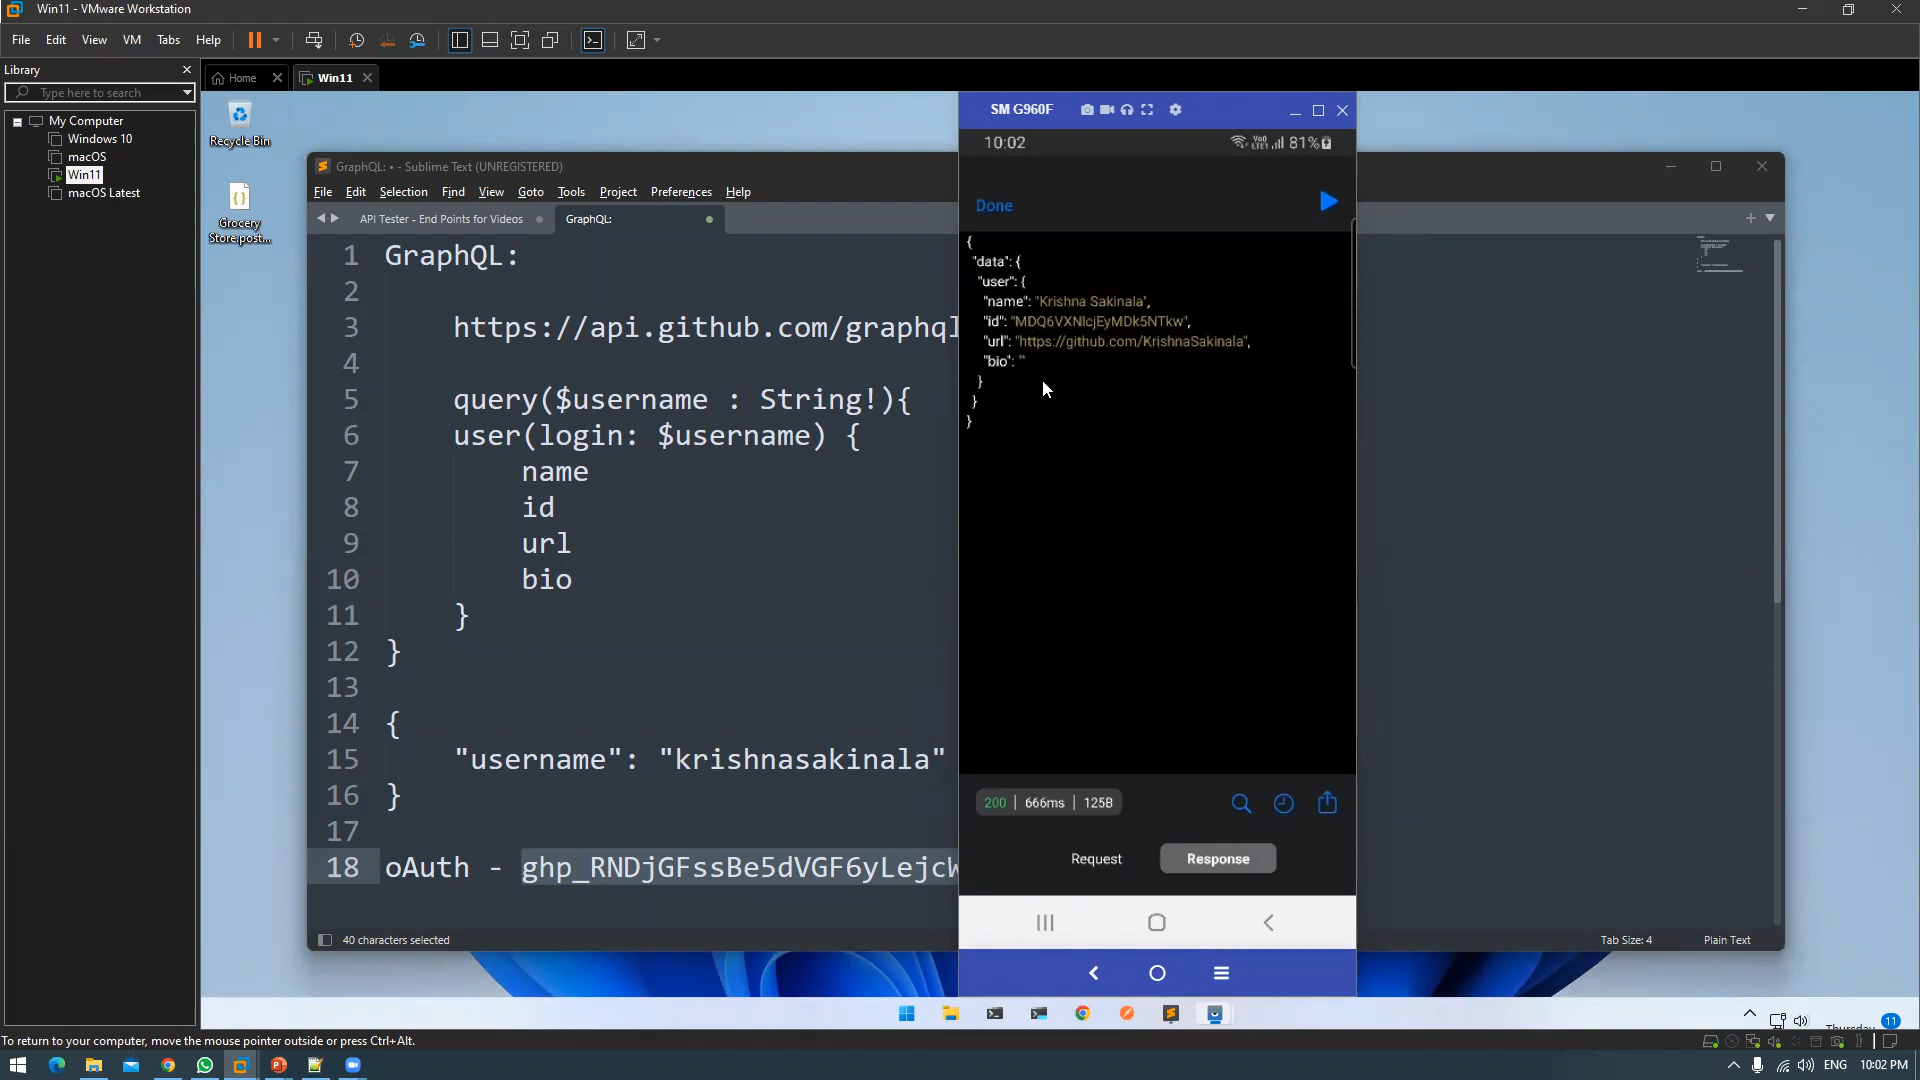 Win11 - VMware Workstation
File Edit View VM Tabs Help
Library
Type here to search
My Computer
Windows 10
macOS
Win11
macOS Latest
Home
Win11
Recycle Bin
Grocery
Store.post...
GraphQL: • - Sublime Text (UNREGISTERED)
File Edit Selection Find View Goto Tools Project Preferences Help
API Tester - End Points for Videos
GraphQL:
1 GraphQL:
2
3 https://api.github.com/graphql
4
5 query($username : String!){
6 user(login: $username) {
7 name
8 id
9 url
10 bio
11 }
12 }
13
14 {
15 "username": "krishnasakinala"
16 }
17
18 oAuth - ghp_RNDjGFssBe5dVGF6yLejcW
40 characters selected
Tab Size: 4
Plain Text
SM G960F
10:02
81%
Done
{
"data": {
"user": {
"name": "Krishna Sakinala",
"id": "MDQ6VXNlcjEyMDk5NTkw",
"url": "https://github.com/KrishnaSakinala",
"bio": ""
}
}
}
200 | 666ms | 125B
Request
Response
11
To return to your computer, move the mouse pointer outside or press Ctrl+Alt.
ENG
10:02 PM